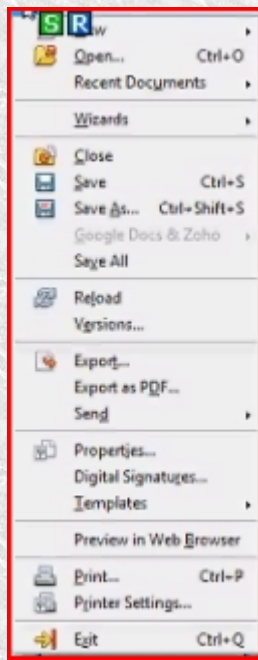 S R
Open... Ctrl+O
Recent Documents
Wizards
Close
Save Ctrl+S
Save As... Ctrl+Shift+S
Google Docs & Zoho
Save All
Reload
Versions...
Export...
Export as PDF...
Send
Properties...
Digital Signatures...
Templates
Preview in Web Browser
Print... Ctrl+P
Printer Settings...
Exit Ctrl+Q